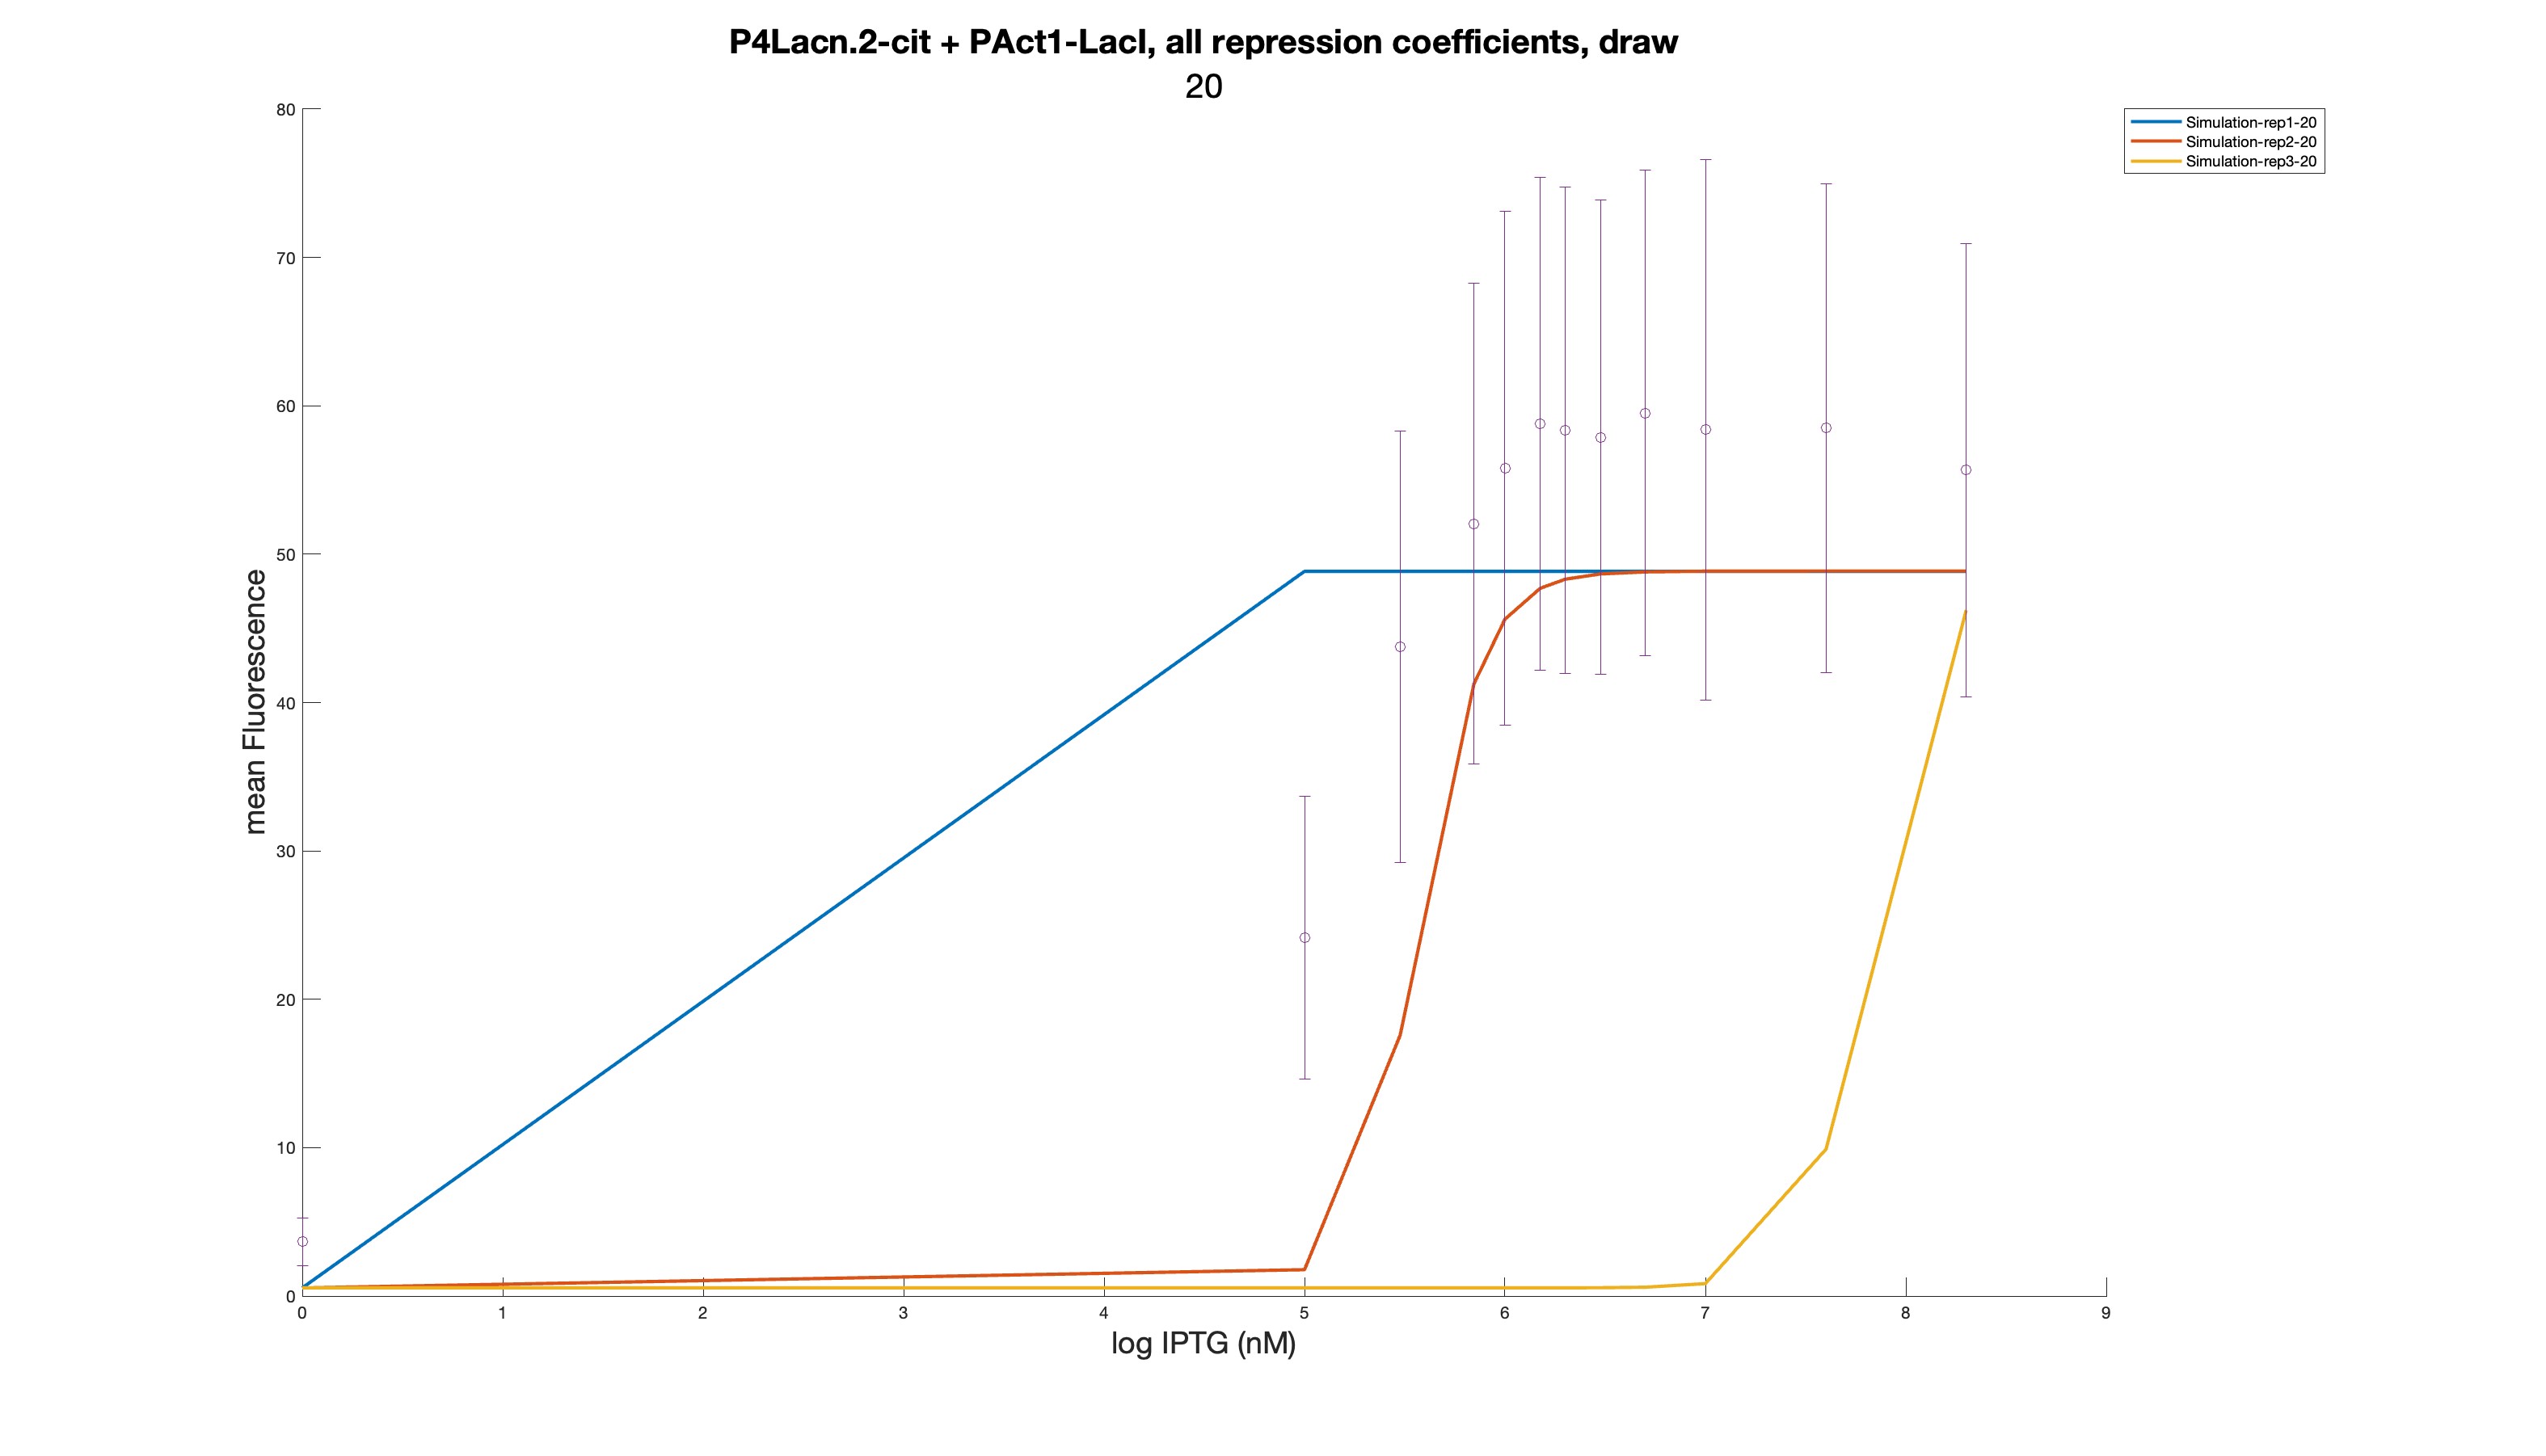 P4Lacn.2-cit + PAct1-LacI, all repression coefficients, draw
20
Simulation-rep1-20
Simulation-rep2-20
Simulation-rep3-20
mean Fluorescence
80
70
60
50
40
30
20
10
0
0 1 2 3 4 5 6 7 8 9
log IPTG (nM)